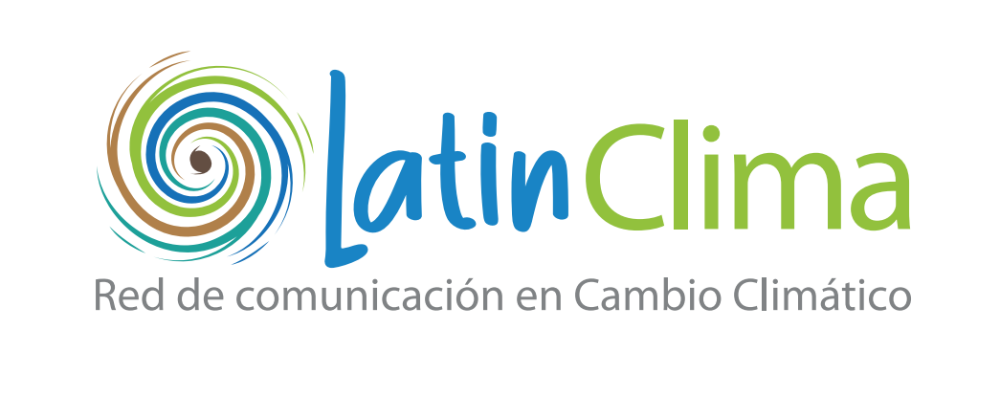 LatinClima
Red de comunicación en Cambio Climático